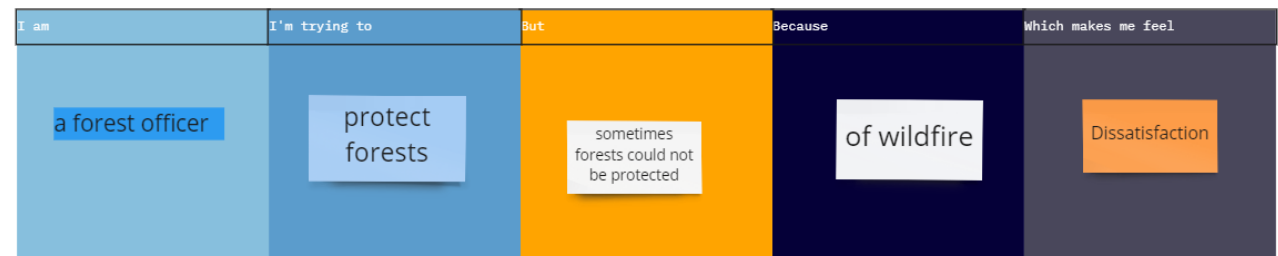 I am
I'm trying to
But
Because
Which makes me feel
a forest officer
protect
forests
sometimes
forests could not
be protected
of wildfire
Dissatisfaction